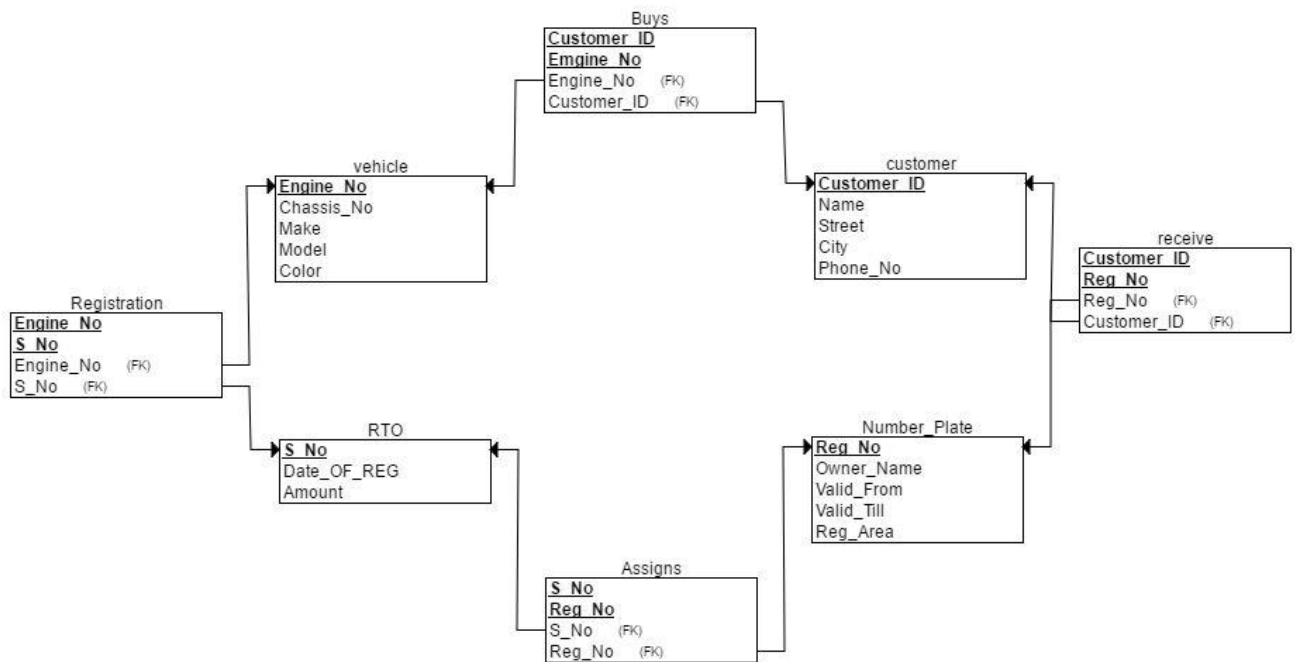 Buys
Customer_ID
Emgine_No
Engine_No (FK)
Customer_ID (FK)
vehicle
Engine_No
Chassis_No
Make
Model
Color
customer
Customer_ID
Name
Street
City
Phone_No
receive
Customer_ID
Reg_No
Reg_No (FK)
Customer_ID (FK)
Registration
Engine_No
S_No
Engine_No (FK)
S_No (FK)
RTO
S_No
Date_OF_REG
Amount
Number_Plate
Reg_No
Owner_Name
Valid_From
Valid_Till
Reg_Area
Assigns
S_No
Reg_No
S_No (FK)
Reg_No (FK)